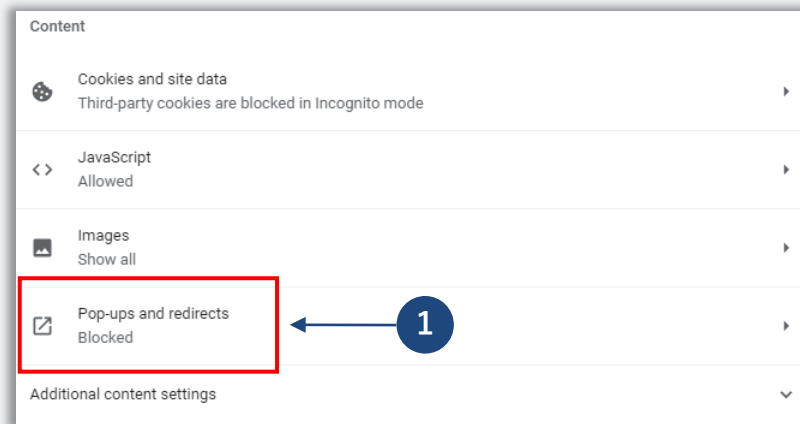 Content
Cookies and site data
Third-party cookies are blocked in Incognito mode
JavaScript
Allowed
Images
Show all
Pop-ups and redirects
Blocked
1
Additional content settings